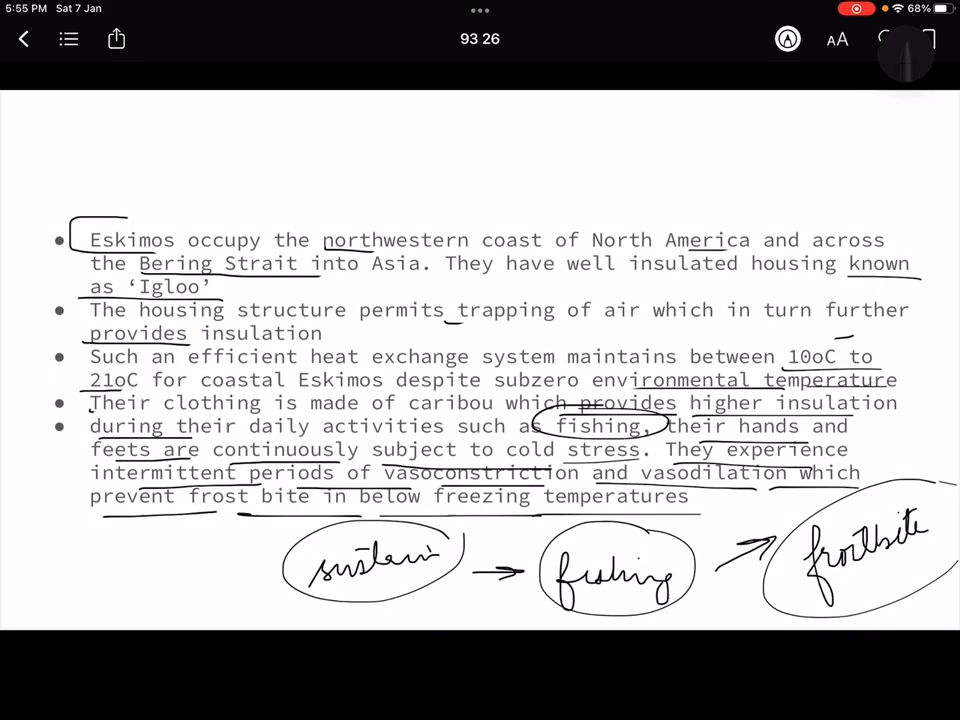 5:55 PM Sat 7 Jan
68%
93 26
AA
● Eskimos occupy the northwestern coast of North America and across
the Bering Strait into Asia. They have well insulated housing known
as ‘Igloo’
● The housing structure permits trapping of air which in turn further
provides insulation
● Such an efficient heat exchange system maintains between 10oC to
21oC for coastal Eskimos despite subzero environmental temperature
● Their clothing is made of caribou which provides higher insulation
● during their daily activities such as fishing, their hands and
feets are continuously subject to cold stress. They experience
intermittent periods of vasoconstriction and vasodilation which
prevent frost bite in below freezing temperatures
sustain → fishing → frostbite